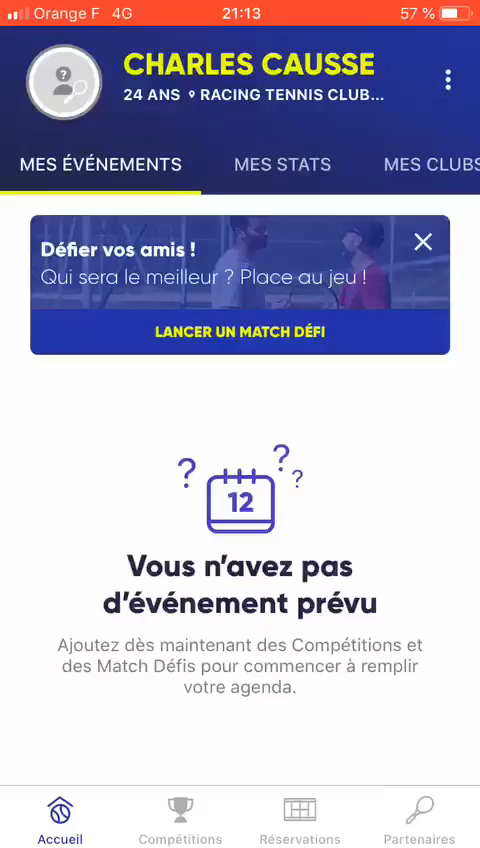 Orange F 4G 21:13 57 %
CHARLES CAUSSE
24 ANS RACING TENNIS CLUB...
MES ÉVÉNEMENTS MES STATS MES CLUBS
Défier vos amis !
Qui sera le meilleur ? Place au jeu !
LANCER UN MATCH DÉFI
? ? ?
12
Vous n'avez pas
d'événement prévu
Ajoutez dès maintenant des Compétitions et
des Match Défis pour commencer à remplir
votre agenda.
Accueil Compétitions Réservations Partenaires